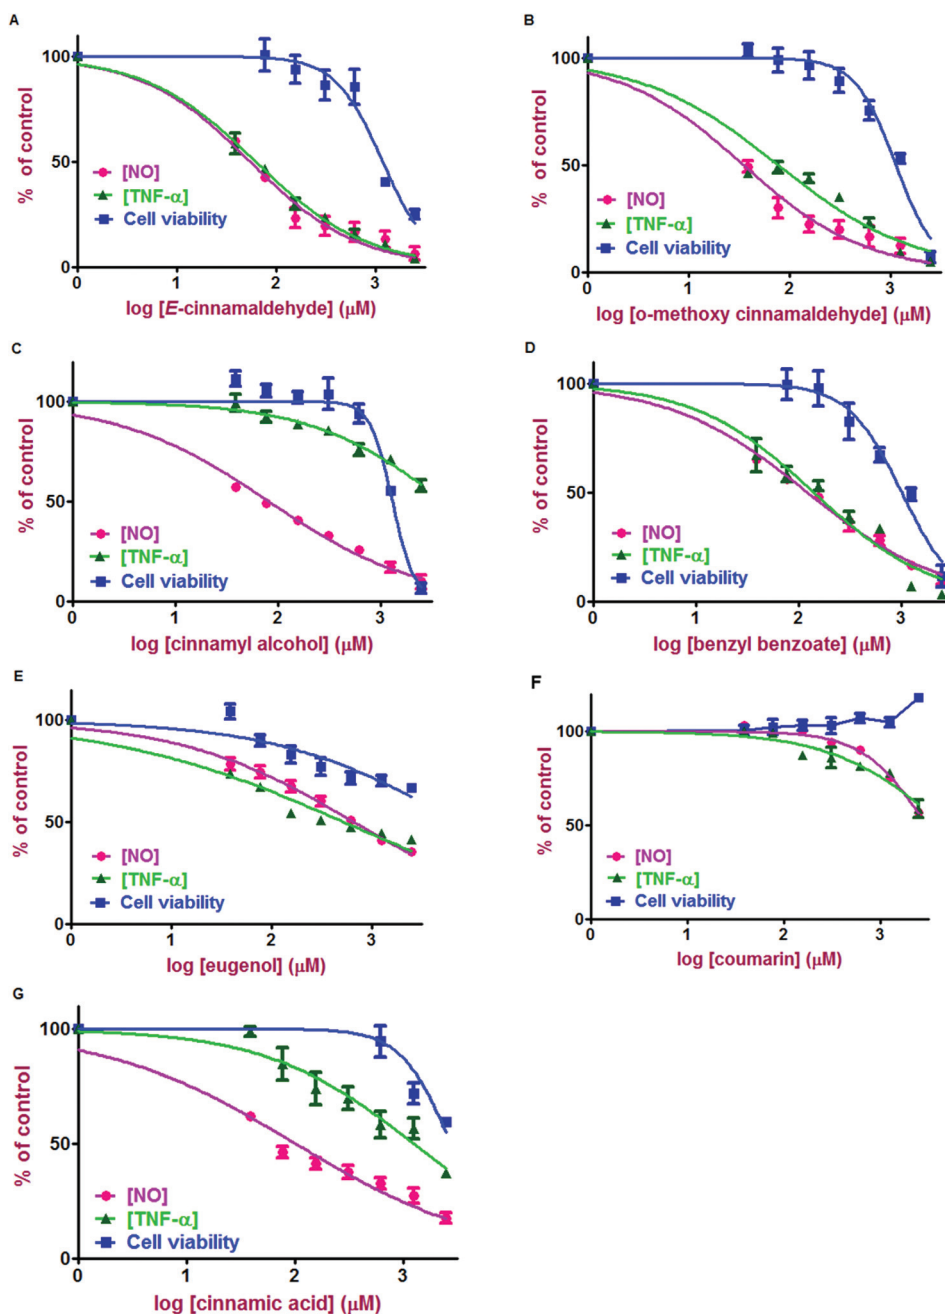 A
% of control
100
50
0
[NO]
[TNF-α]
Cell viability
0 1 2 3
log [E-cinnamaldehyde] (μM)
B
% of control
100
50
0
[NO]
[TNF-α]
Cell viability
0 1 2 3
log [o-methoxy cinnamaldehyde] (μM)
C
% of control
100
50
0
[NO]
[TNF-α]
Cell viability
0 1 2 3
log [cinnamyl alcohol] (μM)
D
% of control
100
50
0
[NO]
[TNF-α]
Cell viability
0 1 2 3
log [benzyl benzoate] (μM)
E
% of control
100
50
0
[NO]
[TNF-α]
Cell viability
0 1 2 3
log [eugenol] (μM)
F
% of control
100
50
0
[NO]
[TNF-α]
Cell viability
0 1 2 3
log [coumarin] (μM)
G
% of control
100
50
0
[NO]
[TNF-α]
Cell viability
0 1 2 3
log [cinnamic acid] (μM)